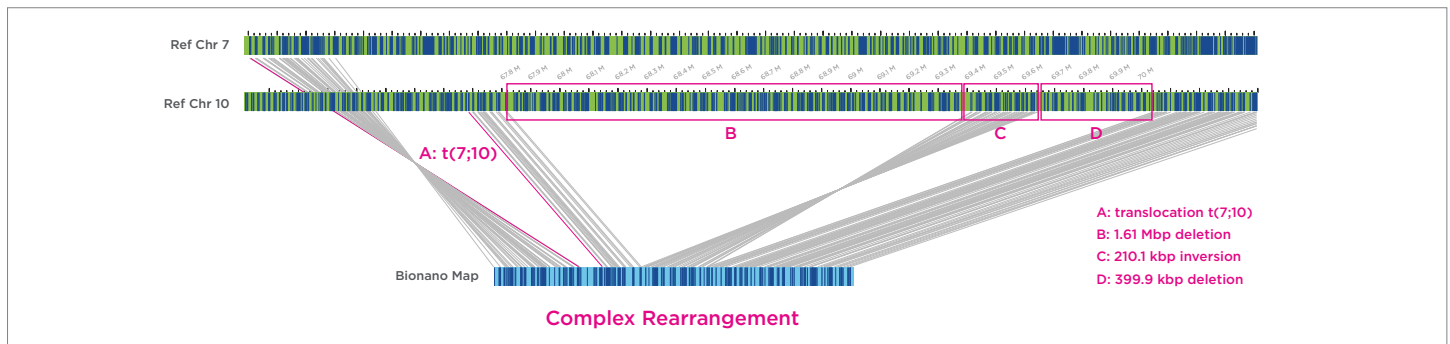 Ref Chr 7
67.8 M 67.9 M 68 M 68.1 M 68.2 M 68.3 M 68.4 M 68.5 M 68.6 M 68.7 M 68.8 M 68.9 M 69 M 69.1 M 69.2 M 69.3 M 69.4 M 69.5 M 69.6 M 69.7 M 69.8 M 69.9 M 70 M
Ref Chr 10
B
C
D
A: t(7;10)
A: translocation t(7;10)
B: 1.61 Mbp deletion
C: 210.1 kbp inversion
D: 399.9 kbp deletion
Bionano Map
Complex Rearrangement